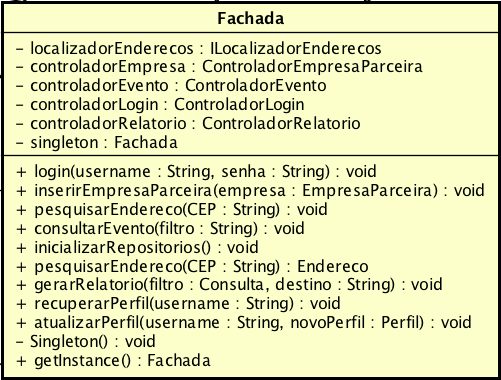 Fachada
- localizadorEnderecos : ILocalizadorEnderecos
- controladorEmpresa : ControladorEmpresaParceira
- controladorEvento : ControladorEvento
- controladorLogin : ControladorLogin
- controladorRelatorio : ControladorRelatorio
- singleton : Fachada
+ login(username : String, senha : String) : void
+ inserirEmpresaParceira(empresa : EmpresaParceira) : void
+ pesquisarEndereco(CEP : String) : void
+ consultarEvento(filtro : String) : void
+ inicializarRepositorios() : void
+ pesquisarEndereco(CEP : String) : Endereco
+ gerarRelatorio(filtro : Consulta, destino : String) : void
+ recuperarPerfil(username : String) : void
+ atualizarPerfil(username : String, novoPerfil : Perfil) : void
- Singleton() : void
+ getInstance() : Fachada